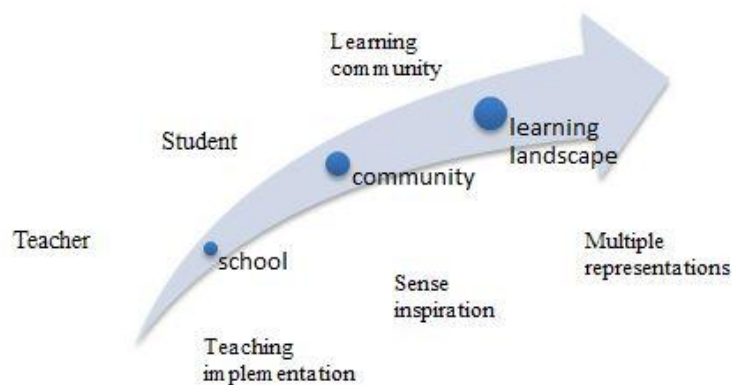 Learning
community
Student
learning
landscape
community
Teacher
school
Multiple
representations
Sense
inspiration
Teaching
implementation